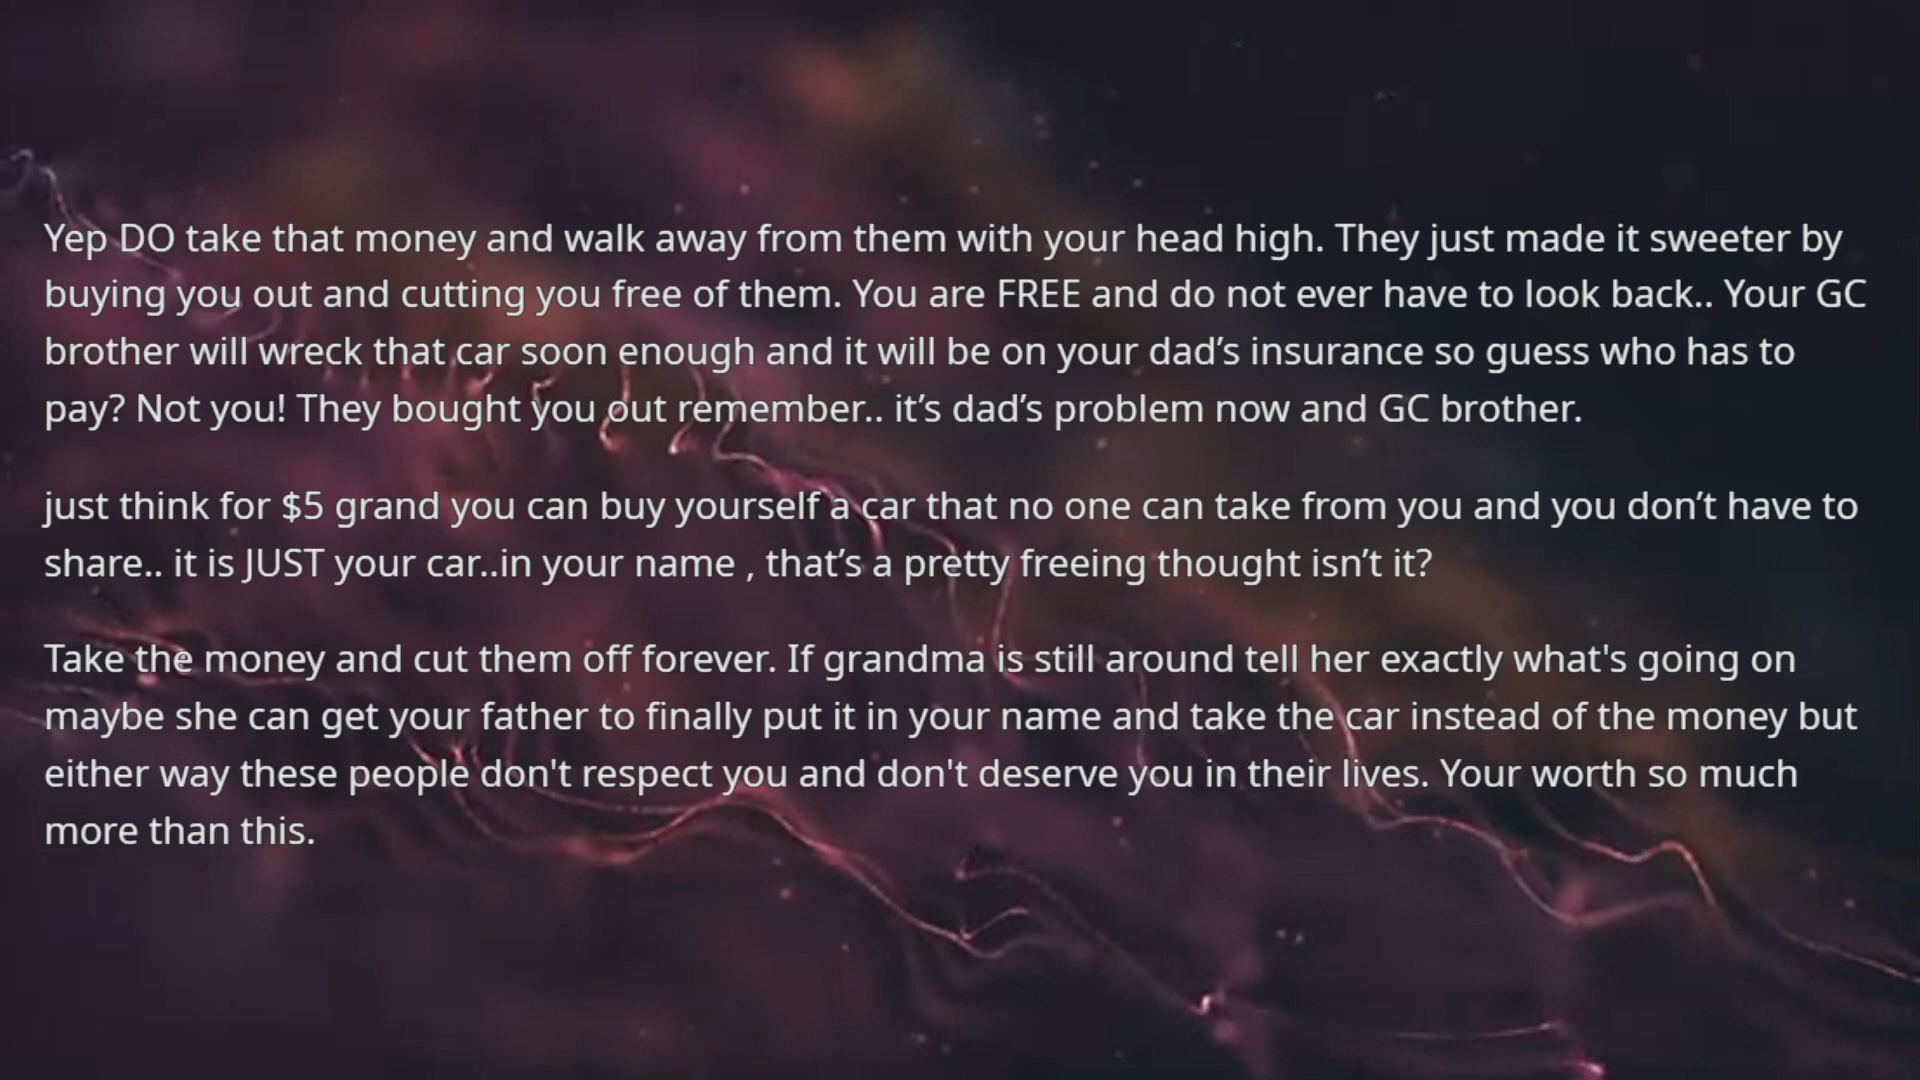 Yep DO take that money and walk away from them with your head high. They just made it sweeter by
buying you out and cutting you free of them. You are FREE and do not ever have to look back.. Your GC
brother will wreck that car soon enough and it will be on your dad’s insurance so guess who has to
pay? Not you! They bought you out remember.. it’s dad’s problem now and GC brother.
just think for $5 grand you can buy yourself a car that no one can take from you and you don’t have to
share.. it is JUST your car..in your name , that’s a pretty freeing thought isn’t it?
Take the money and cut them off forever. If grandma is still around tell her exactly what's going on
maybe she can get your father to finally put it in your name and take the car instead of the money but
either way these people don't respect you and don't deserve you in their lives. Your worth so much
more than this.